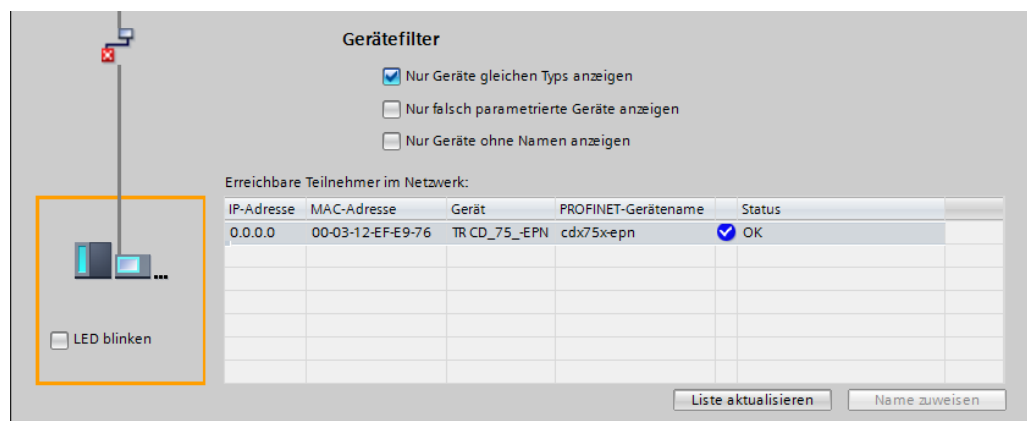 Gerätefilter
Nur Geräte gleichen Typs anzeigen
Nur falsch parametrierte Geräte anzeigen
Nur Geräte ohne Namen anzeigen
Erreichbare Teilnehmer im Netzwerk:
IP-Adresse MAC-Adresse Gerät PROFINET-Gerätename Status
0.0.0.0 00-03-12-EF-E9-76 TR CD_75_-EPN cdx75x-epn OK
LED blinken
Liste aktualisieren Name zuweisen